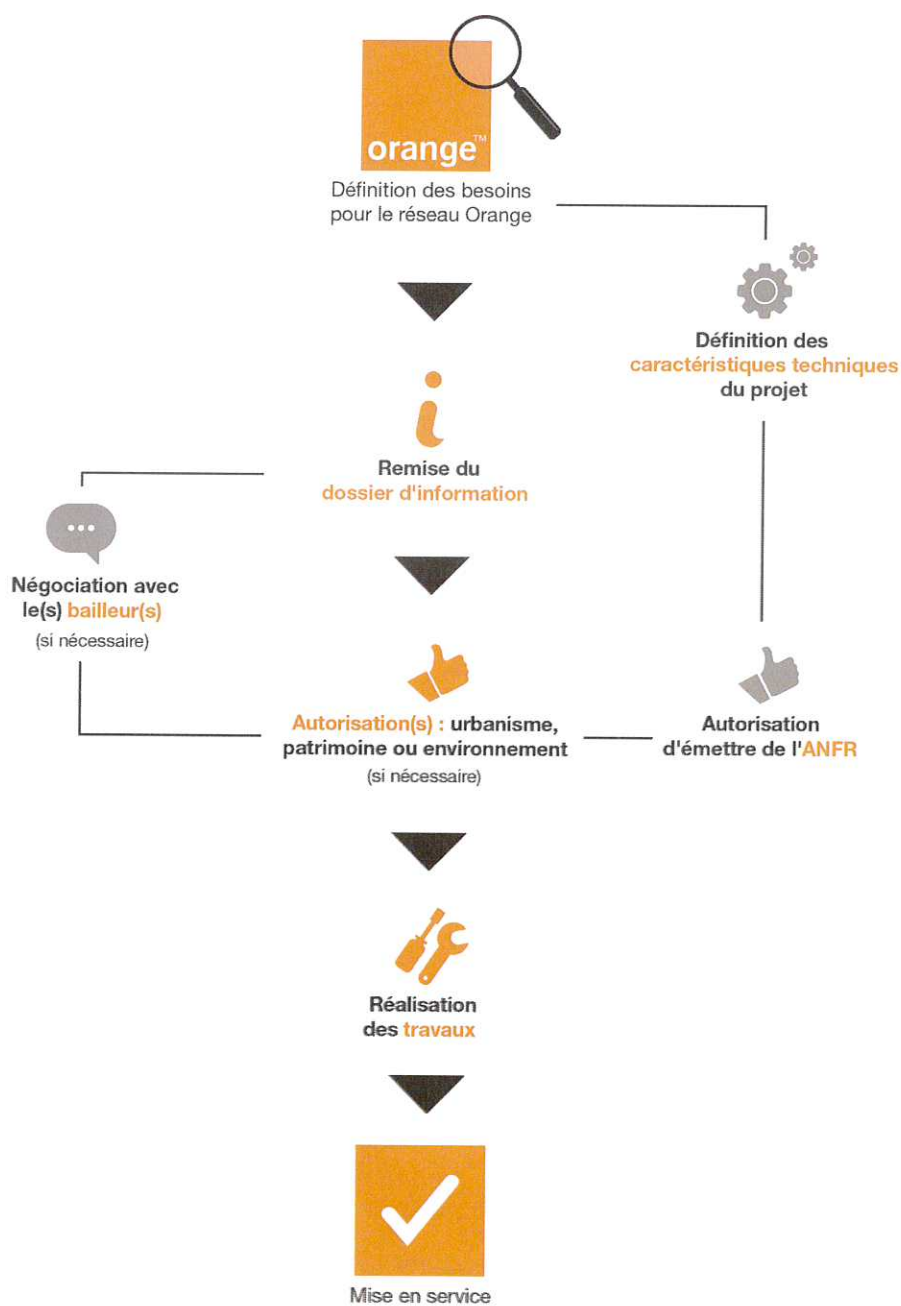 orange™
Définition des besoins
pour le réseau Orange
Définition des
caractéristiques techniques
du projet
Remise du
dossier d'information
Négociation avec
le(s) bailleur(s)
(si nécessaire)
Autorisation(s) : urbanisme,
patrimoine ou environnement
(si nécessaire)
Autorisation
d'émettre de l'ANFR
Réalisation
des travaux
Mise en service